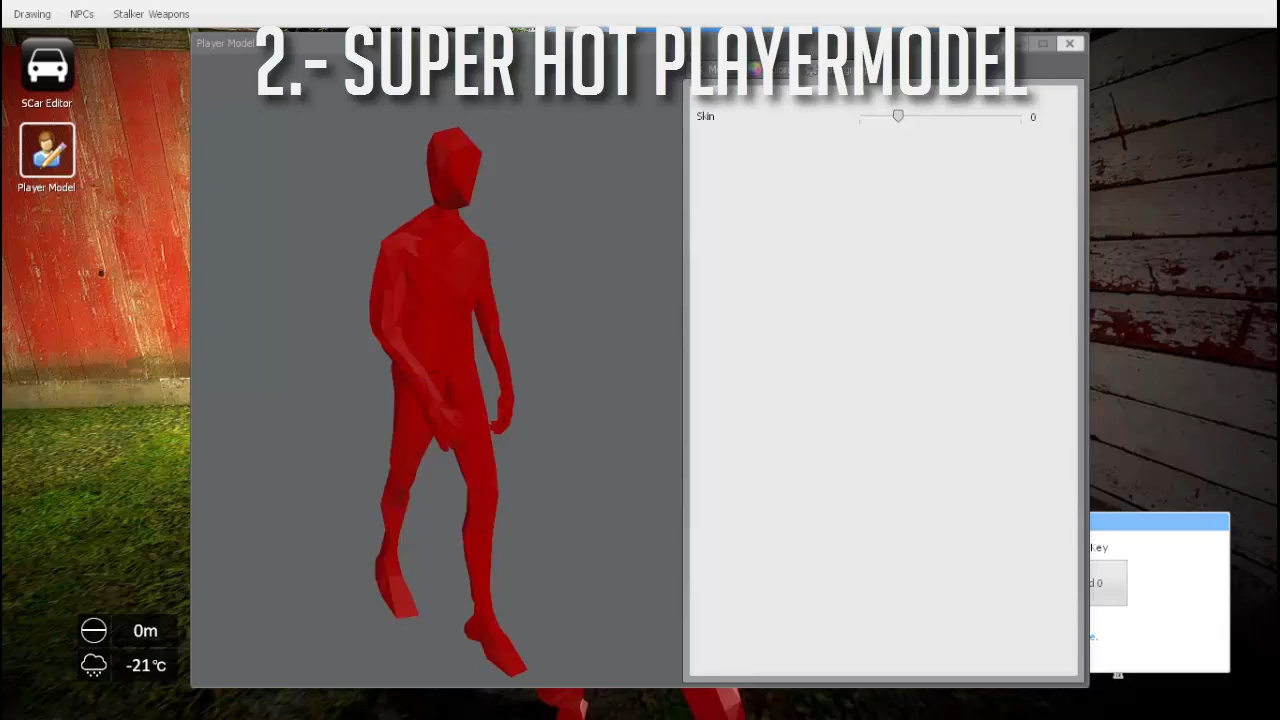 Drawing NPCs Stalker Weapons
Player Model
2.- SUPER HOT PLAYERMODEL
SCar Editor
Skin 0
Player Model
Key
d 0
e.
0m
-21℃